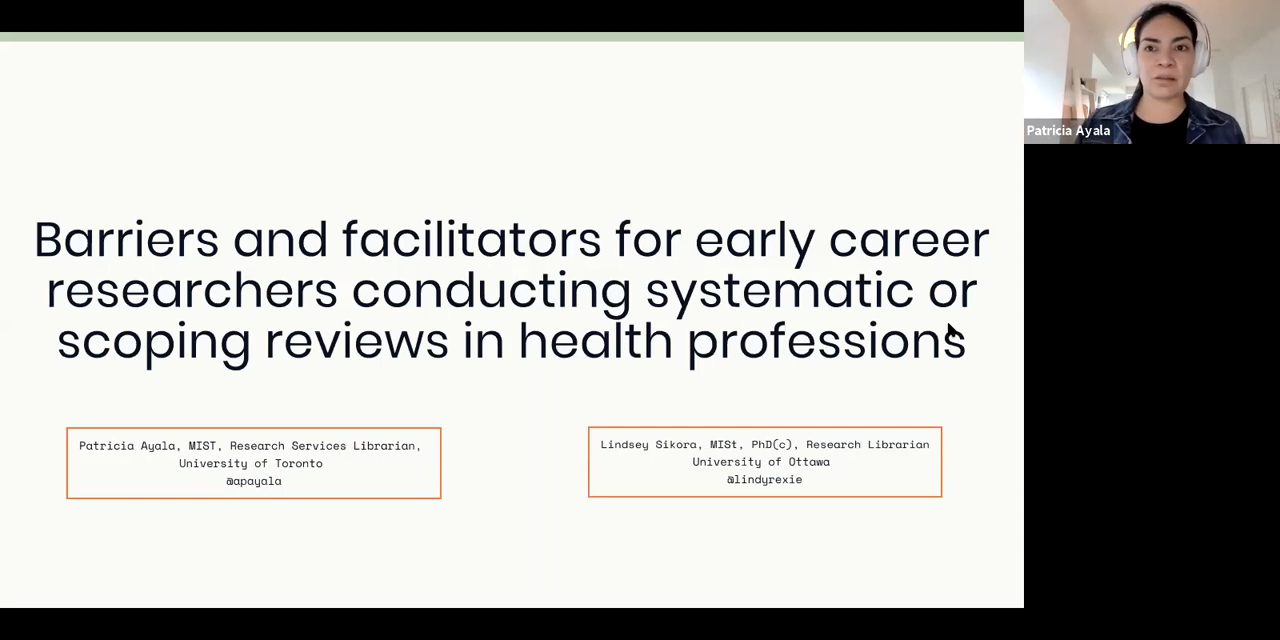 Barriers and facilitators for early career
researchers conducting systematic or
scoping reviews in health professions
Patricia Ayala, MIST, Research Services Librarian,
University of Toronto
@apayala
Lindsey Sikora, MISt, PhD(c), Research Librarian
University of Ottawa
@lindyrexie
Patricia Ayala